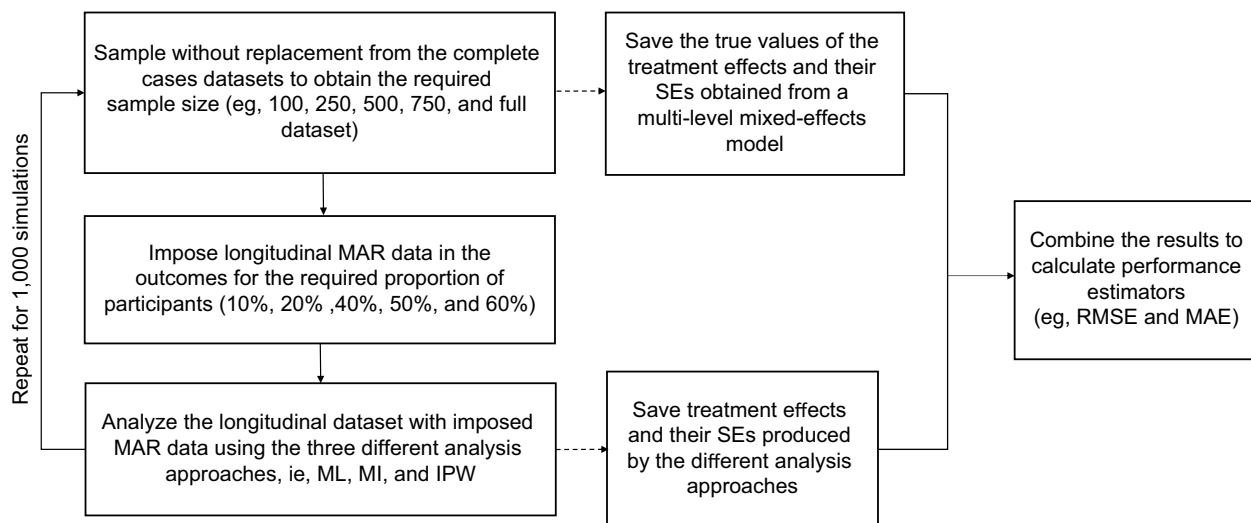 Sample without replacement from the complete
cases datasets to obtain the required
sample size (eg, 100, 250, 500, 750, and full
dataset)
Save the true values of the
treatment effects and their
SEs obtained from a
multi-level mixed-effects
model
Repeat for 1,000 simulations
Impose longitudinal MAR data in the
outcomes for the required proportion of
participants (10%, 20% ,40%, 50%, and 60%)
Combine the results to
calculate performance
estimators
(eg, RMSE and MAE)
Analyze the longitudinal dataset with imposed
MAR data using the three different analysis
approaches, ie, ML, MI, and IPW
Save treatment effects
and their SEs produced
by the different analysis
approaches